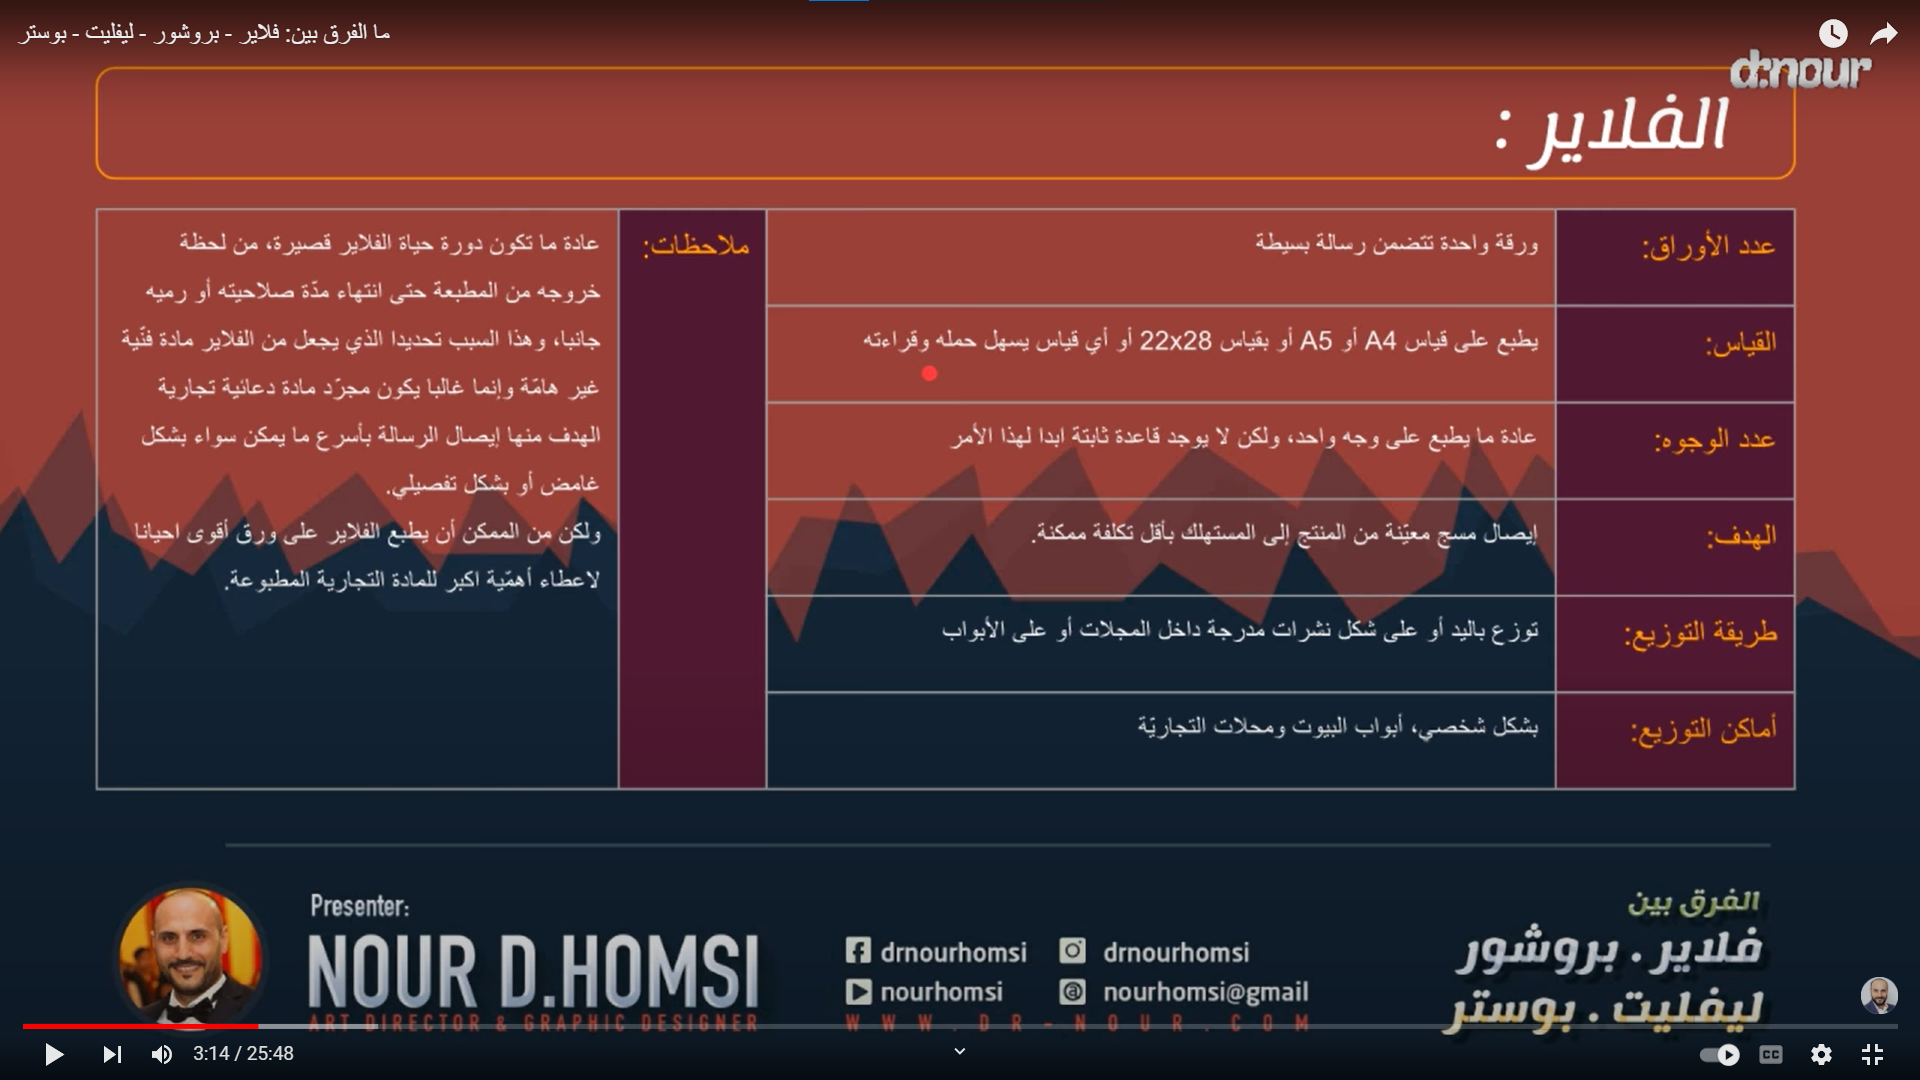 ما الفرق بين: فلاير - بروشور - ليفليت - بوستر
d:nour
الفلاير :
عدد الأوراق:
ورقة واحدة تتضمن رسالة بسيطة
القياس:
يطبع على قياس A4 أو A5 أو بقياس 22x28 أو أي قياس يسهل حمله وقراءته
عدد الوجوه:
عادة ما يطبع على وجه واحد، ولكن لا يوجد قاعدة ثابتة ابدا لهذا الأمر
الهدف:
إيصال مسج معيّنة من المنتج إلى المستهلك بأقل تكلفة ممكنة.
طريقة التوزيع:
توزع باليد أو على شكل نشرات مدرجة داخل المجلات أو على الأبواب
أماكن التوزيع:
بشكل شخصي، أبواب البيوت ومحلات التجاريّة
ملاحظات:
عادة ما تكون دورة حياة الفلاير قصيرة، من لحظة
خروجه من المطبعة حتى انتهاء مدّة صلاحيته أو رميه
جانبا، وهذا السبب تحديدا الذي يجعل من الفلاير مادة فنّية
غير هامّة وإنما غالبا يكون مجرّد مادة دعائية تجارية
الهدف منها إيصال الرسالة بأسرع ما يمكن سواء بشكل
غامض أو بشكل تفصيلي.
ولكن من الممكن أن يطبع الفلاير على ورق أقوى احيانا
لاعطاء أهمّية اكبر للمادة التجارية المطبوعة.
Presenter:
NOUR D.HOMSI
ART DIRECTOR & GRAPHIC DESIGNER
drnourhomsi
drnourhomsi
nourhomsi
nourhomsi@gmail
WWW.DR-NOUR.COM
الفرق بين
فلاير . بروشور
ليفليت . بوستر
3:14 / 25:48
CC